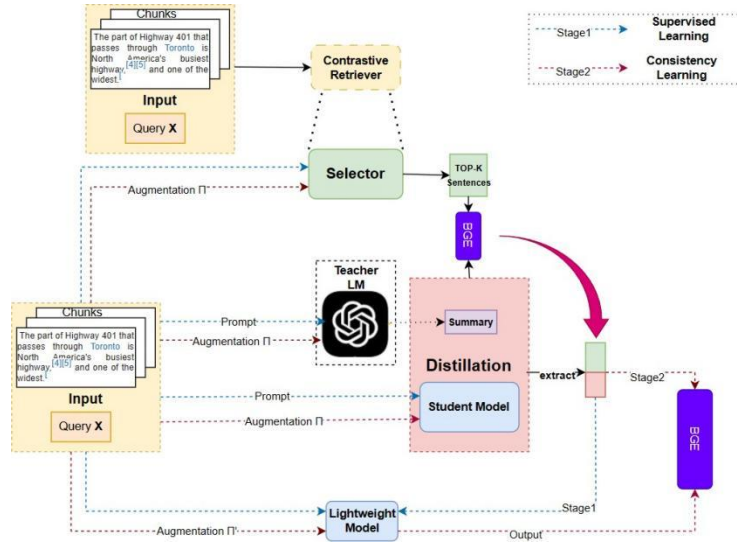 Chunks
The part of Highway 401 that
passes through Toronto is
North America's busiest
highway,[4][5] and one of the
widest.[
Input
Query X
Contrastive
Retriever
Stage1
Supervised
Learning
Stage2
Consistency
Learning
Selector
TOP-K
Sentences
Augmentation Π
BGE
Teacher
LM
Chunks
The part of Highway 401 that
passes through Toronto is
North America's busiest
highway,[4][5] and one of the
widest.[
Input
Query X
Prompt
Augmentation Π
Summary
Distillation
extract
Stage2
Prompt
Student Model
Augmentation Π
BGE
Lightweight
Model
Stage1
Augmentation Π'
Output